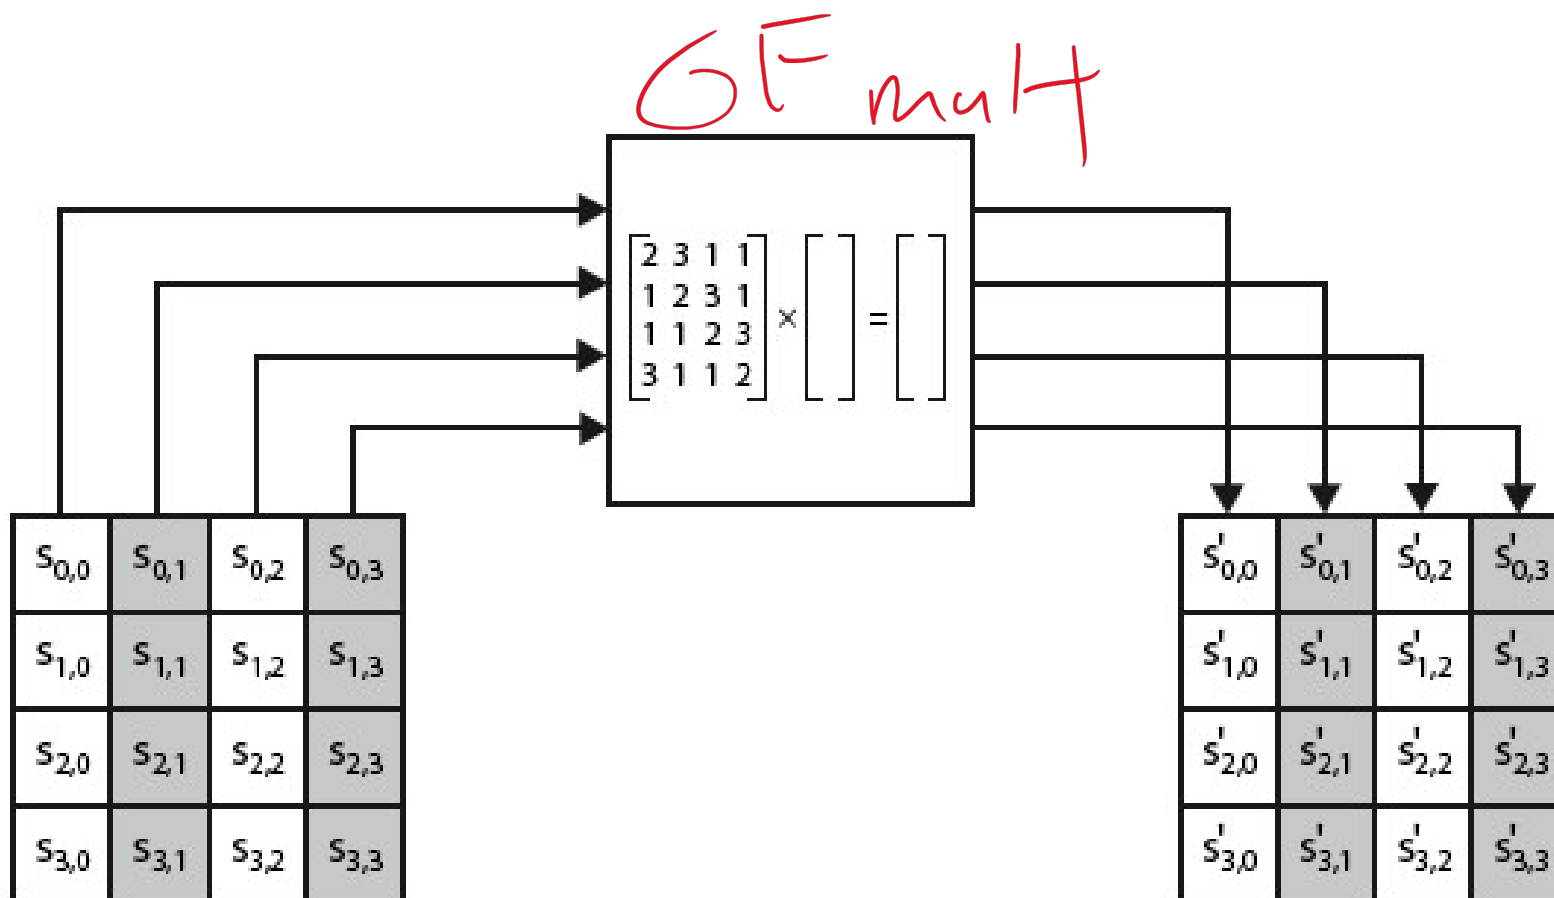 GF mult
2 3 1 1
1 2 3 1
1 1 2 3
3 1 1 2
× =
S0,0 S0,1 S0,2 S0,3
S1,0 S1,1 S1,2 S1,3
S2,0 S2,1 S2,2 S2,3
S3,0 S3,1 S3,2 S3,3
S'0,0 S'0,1 S'0,2 S'0,3
S'1,0 S'1,1 S'1,2 S'1,3
S'2,0 S'2,1 S'2,2 S'2,3
S'3,0 S'3,1 S'3,2 S'3,3